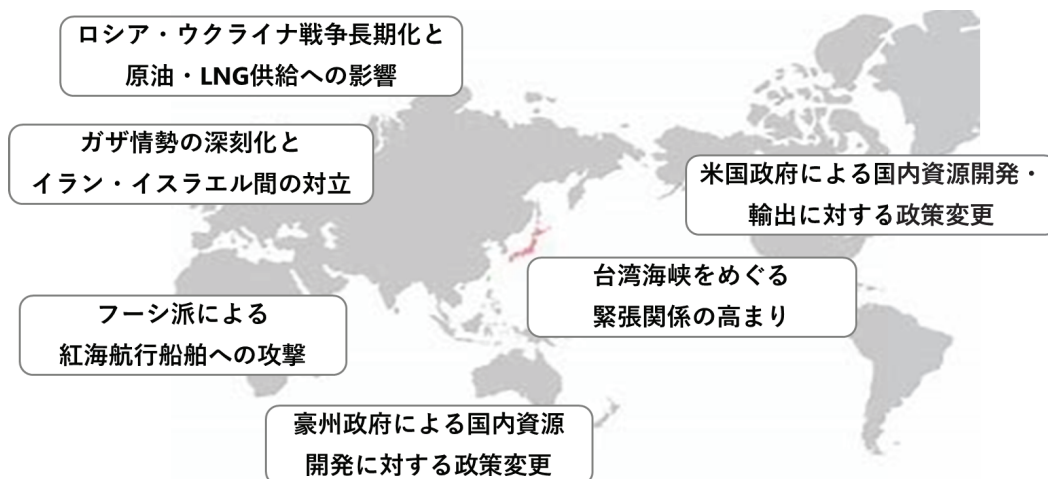 ロシア・ウクライナ戦争長期化と
原油・LNG供給への影響
ガザ情勢の深刻化と
イラン・イスラエル間の対立
米国政府による国内資源開発・
輸出に対する政策変更
台湾海峡をめぐる
緊張関係の高まり
フーシ派による
紅海航行船舶への攻撃
豪州政府による国内資源
開発に対する政策変更